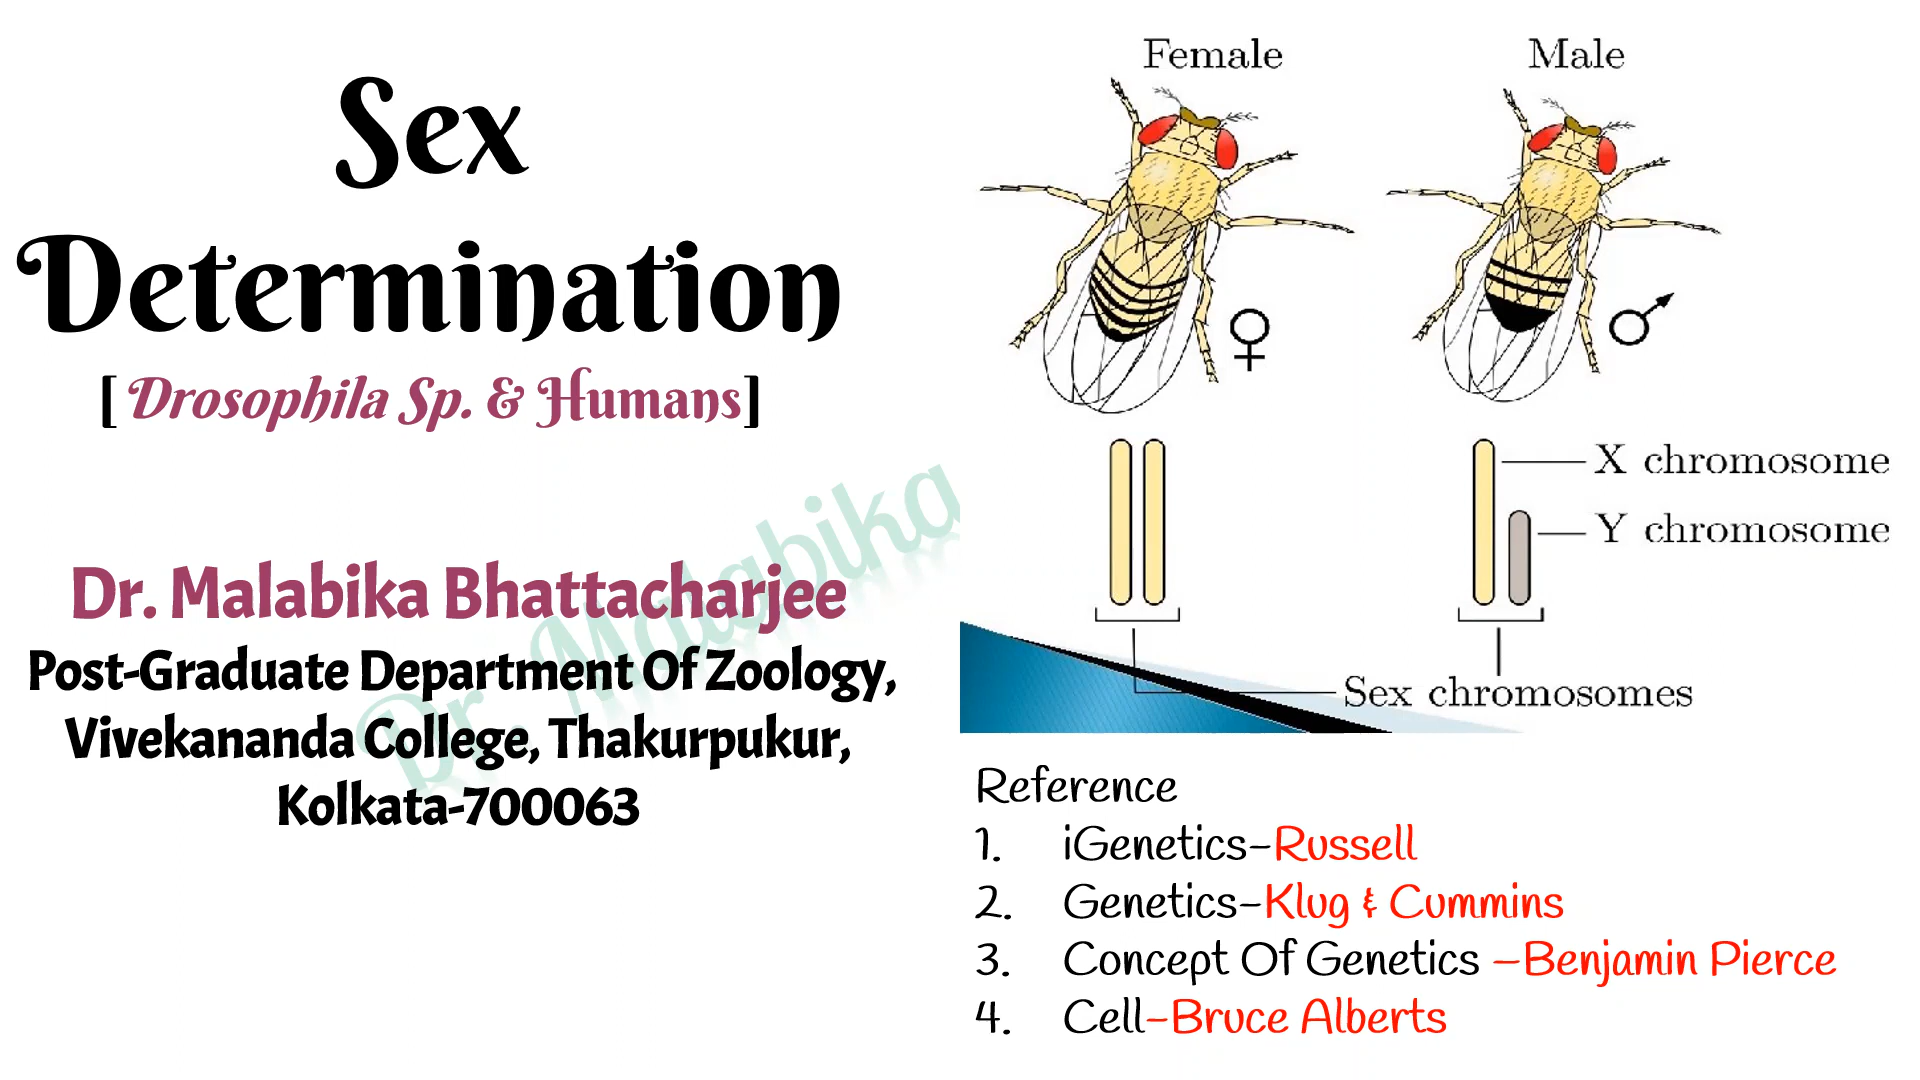 Sex
Determination
[ Drosophila Sp. & Humans]
Dr. Malabika Bhattacharjee
Post-Graduate Department Of Zoology,
Vivekananda College, Thakurpukur,
Kolkata-700063
Dr. Malabika
Female
Male
♀
♂
X chromosome
Y chromosome
Sex chromosomes
Reference
1. iGenetics–Russell
2. Genetics–Klug & Cummins
3. Concept Of Genetics –Benjamin Pierce
4. Cell–Bruce Alberts